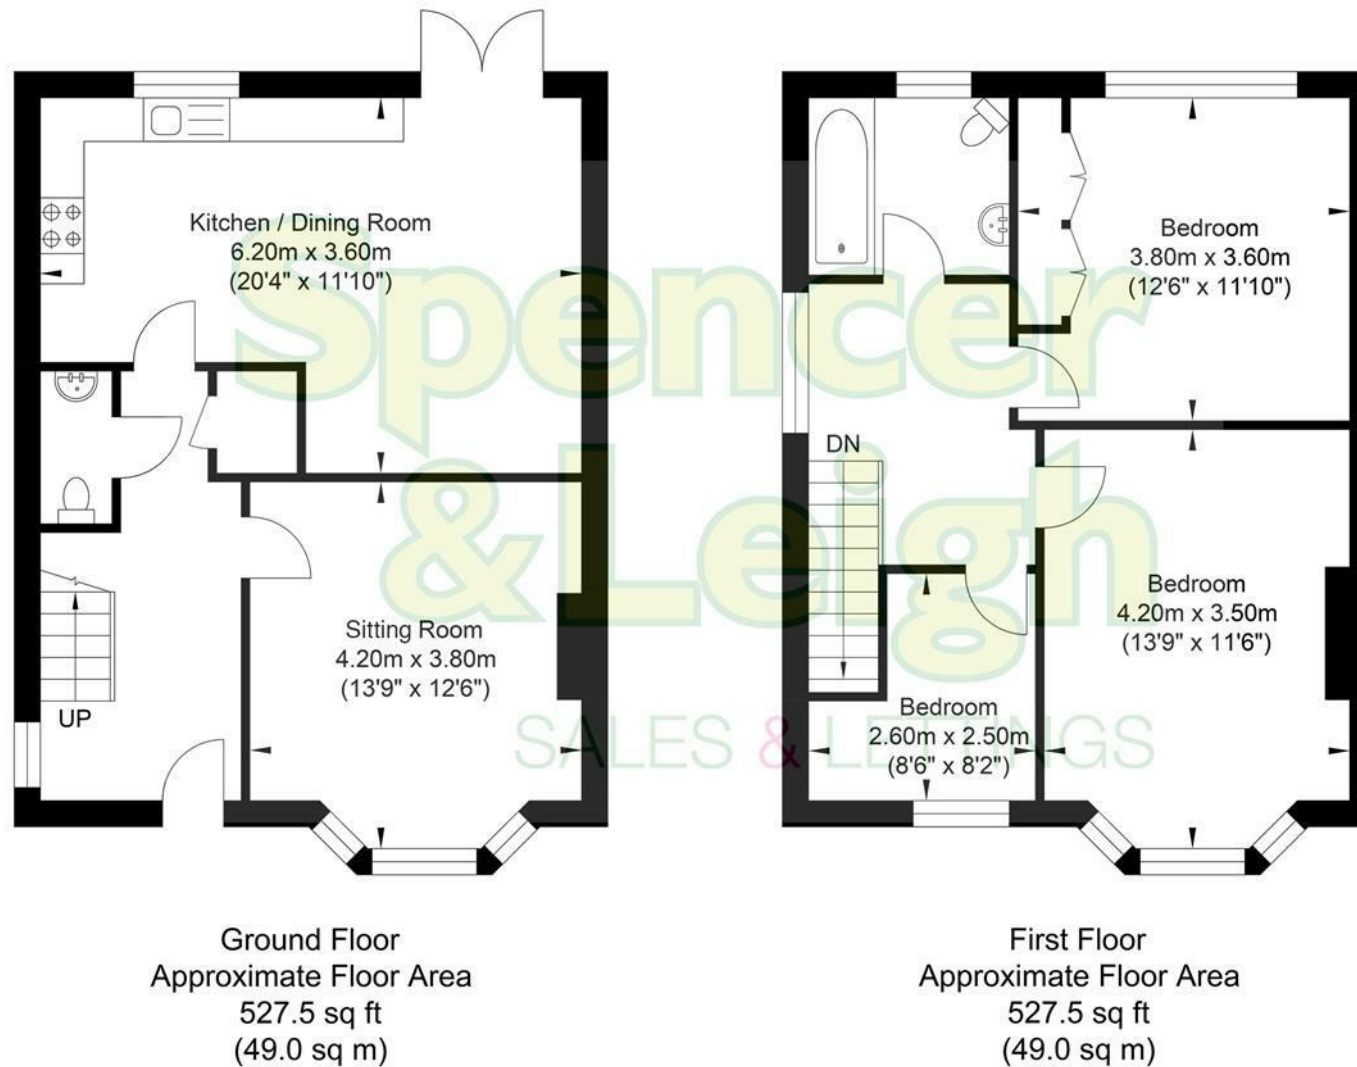 Kitchen / Dining Room
6.20m x 3.60m
(20'4" x 11'10")
UP
Sitting Room
4.20m x 3.80m
(13'9" x 12'6")
Bedroom
3.80m x 3.60m
(12'6" x 11'10")
DN
Bedroom
4.20m x 3.50m
(13'9" x 11'6")
Bedroom
2.60m x 2.50m
(8'6" x 8'2")
Spencer
& Leigh
SALES & LETTINGS
Ground Floor
Approximate Floor Area
527.5 sq ft
(49.0 sq m)
First Floor
Approximate Floor Area
527.5 sq ft
(49.0 sq m)